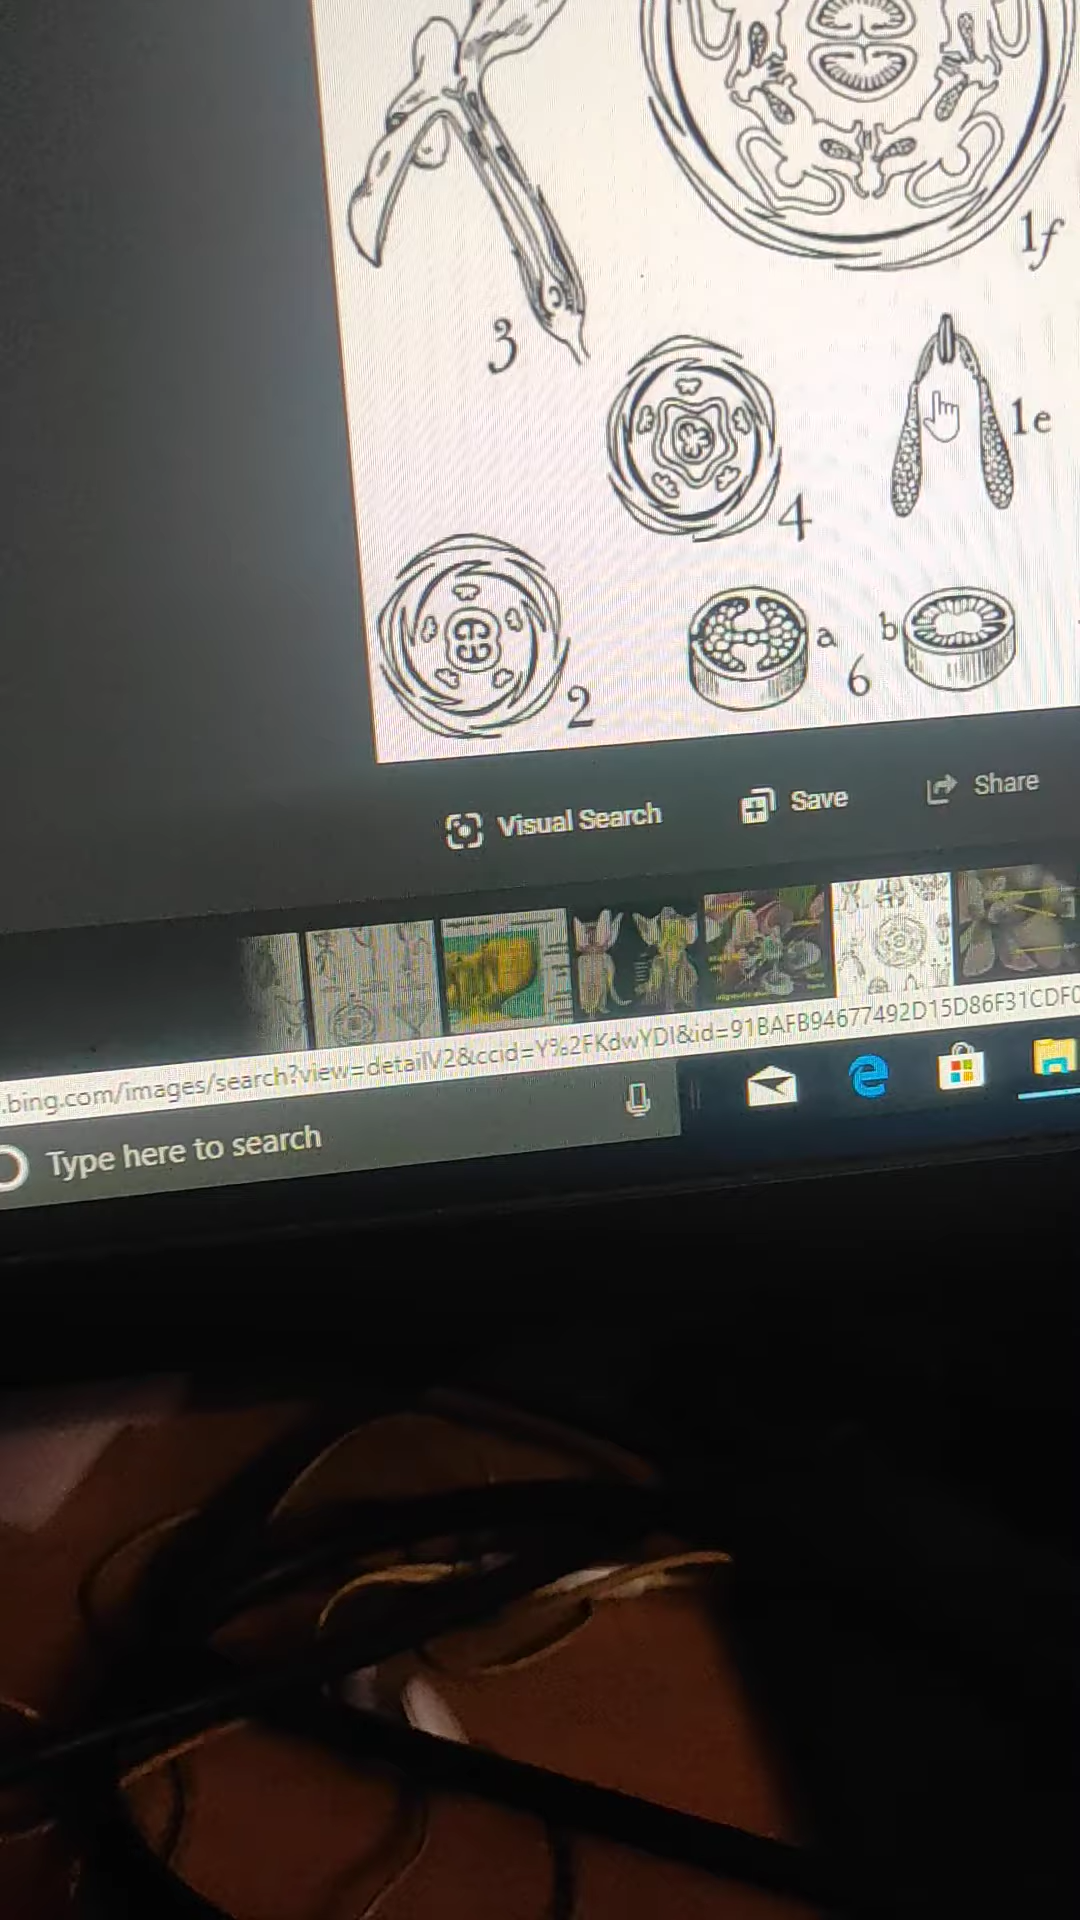 1f
3
1e
4
a
b
6
2
Visual Search
Save
Share
.bing.com/images/search?view=detailV2&ccid=Y%2FKdwYDI&id=91BAFB94677492D15D86F31CDF0
Type here to search